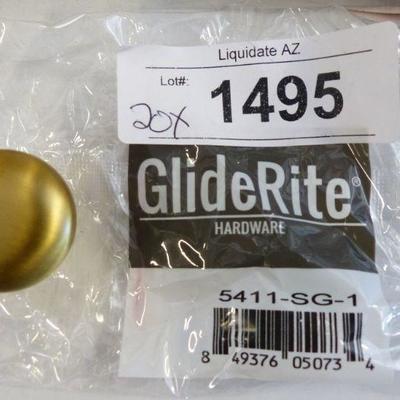 Liquidate AZ
Lot#:
1495
20x
GlideRite®
HARDWARE
5411-SG-1
8 49376 05073 4